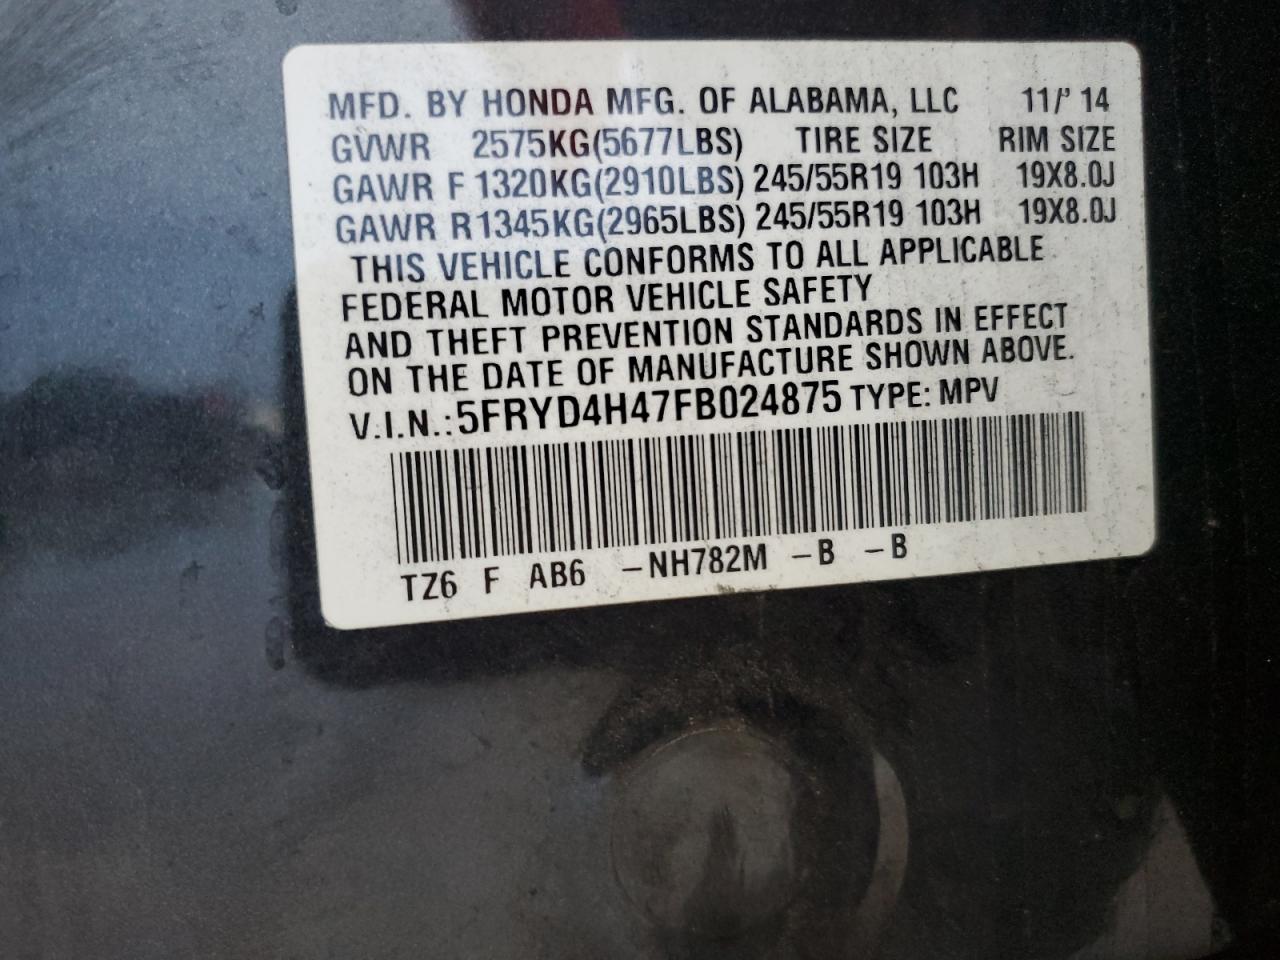 MFD. BY HONDA MFG. OF ALABAMA, LLC 11/' 14
GVWR 2575KG(5677LBS) TIRE SIZE RIM SIZE
GAWR F 1320KG(2910LBS) 245/55R19 103H 19X8.0J
GAWR R 1345KG(2965LBS) 245/55R19 103H 19X8.0J
THIS VEHICLE CONFORMS TO ALL APPLICABLE
FEDERAL MOTOR VEHICLE SAFETY
AND THEFT PREVENTION STANDARDS IN EFFECT
ON THE DATE OF MANUFACTURE SHOWN ABOVE.
V.I.N.: 5FRYD4H47FB024875 TYPE: MPV
TZ6 F AB6 -NH782M -B -B